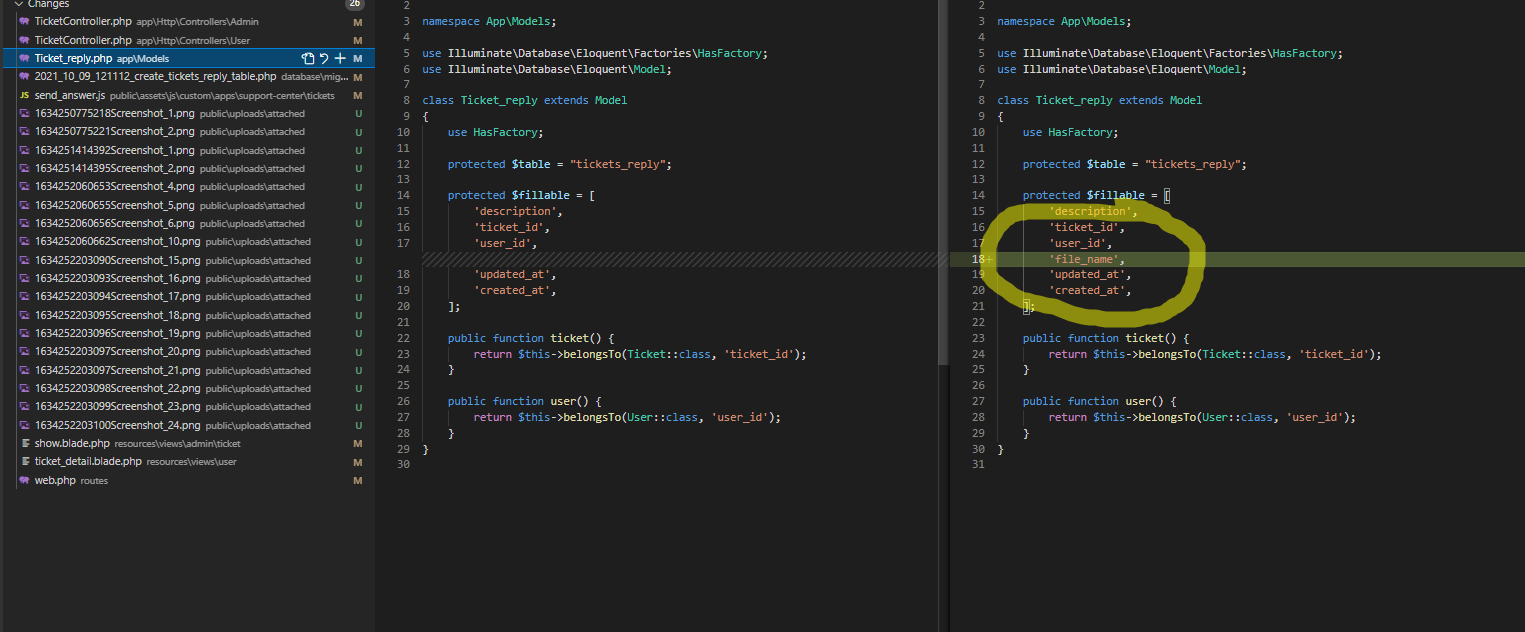 Changes 26
TicketController.php app\Http\Controllers\Admin M
TicketController.php app\Http\Controllers\User M
Ticket_reply.php app\Models M
2021_10_09_121112_create_tickets_reply_table.php database\mig... M
JS send_answer.js public\assets\js\custom\apps\support-center\tickets M
1634250775218Screenshot_1.png public\uploads\attached U
1634250775221Screenshot_2.png public\uploads\attached U
1634251414392Screenshot_1.png public\uploads\attached U
1634251414395Screenshot_2.png public\uploads\attached U
1634252060653Screenshot_4.png public\uploads\attached U
1634252060655Screenshot_5.png public\uploads\attached U
1634252060656Screenshot_6.png public\uploads\attached U
1634252060662Screenshot_10.png public\uploads\attached U
1634252203090Screenshot_15.png public\uploads\attached U
1634252203093Screenshot_16.png public\uploads\attached U
1634252203094Screenshot_17.png public\uploads\attached U
1634252203095Screenshot_18.png public\uploads\attached U
1634252203096Screenshot_19.png public\uploads\attached U
1634252203097Screenshot_20.png public\uploads\attached U
1634252203097Screenshot_21.png public\uploads\attached U
1634252203098Screenshot_22.png public\uploads\attached U
1634252203099Screenshot_23.png public\uploads\attached U
1634252203100Screenshot_24.png public\uploads\attached U
show.blade.php resources\views\admin\ticket M
ticket_detail.blade.php resources\views\user M
web.php routes M
2
3 namespace App\Models;
4
5 use Illuminate\Database\Eloquent\Factories\HasFactory;
6 use Illuminate\Database\Eloquent\Model;
7
8 class Ticket_reply extends Model
9 {
10 use HasFactory;
11
12 protected $table = "tickets_reply";
13
14 protected $fillable = [
15 'description',
16 'ticket_id',
17 'user_id',
18 'updated_at',
19 'created_at',
20 ];
21
22 public function ticket() {
23 return $this->belongsTo(Ticket::class, 'ticket_id');
24 }
25
26 public function user() {
27 return $this->belongsTo(User::class, 'user_id');
28 }
29 }
30
2
3 namespace App\Models;
4
5 use Illuminate\Database\Eloquent\Factories\HasFactory;
6 use Illuminate\Database\Eloquent\Model;
7
8 class Ticket_reply extends Model
9 {
10 use HasFactory;
11
12 protected $table = "tickets_reply";
13
14 protected $fillable = [
15 'description',
16 'ticket_id',
17 'user_id',
18+ 'file_name',
19 'updated_at',
20 'created_at',
21 ];
22
23 public function ticket() {
24 return $this->belongsTo(Ticket::class, 'ticket_id');
25 }
26
27 public function user() {
28 return $this->belongsTo(User::class, 'user_id');
29 }
30 }
31